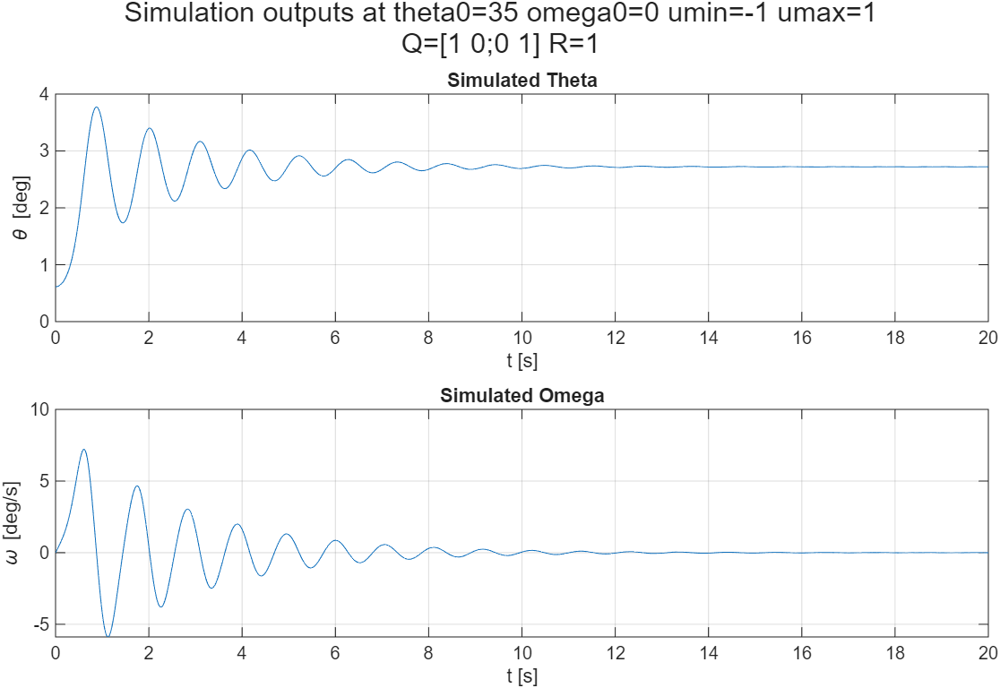 Simulation outputs at theta0=35 omega0=0 umin=-1 umax=1
Q=[1 0;0 1] R=1
Simulated Theta
4
3
2
1
0
θ [deg]
0 2 4 6 8 10 12 14 16 18 20
t [s]
Simulated Omega
10
5
0
-5
ω [deg/s]
0 2 4 6 8 10 12 14 16 18 20
t [s]